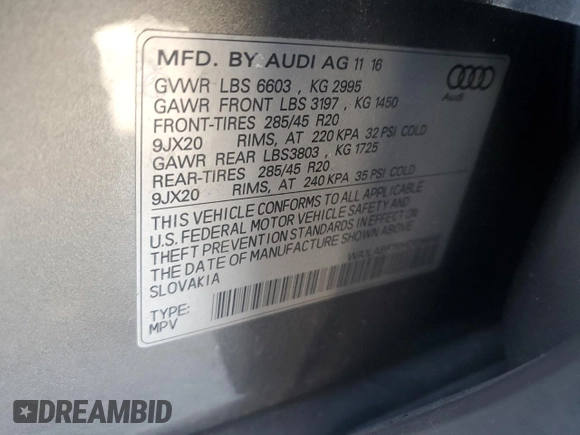 MFD. BY AUDI AG 11 16
GVWR LBS 6603 , KG 2995
GAWR FRONT LBS 3197 , KG 1450
FRONT-TIRES 285/45 R20
9JX20 RIMS, AT 220 KPA 32 PSI COLD
GAWR REAR LBS3803 , KG 1725
REAR-TIRES 285/45 R20
9JX20 RIMS, AT 240 KPA 35 PSI COLD
THIS VEHICLE CONFORMS TO ALL APPLICABLE
U.S. FEDERAL MOTOR VEHICLE SAFETY AND
THEFT PREVENTION STANDARDS IN EFFECT ON
THE DATE OF MANUFACTURE SHOWN ABOVE
SLOVAKIA
TYPE:
MPV
Audi
DREAMBID